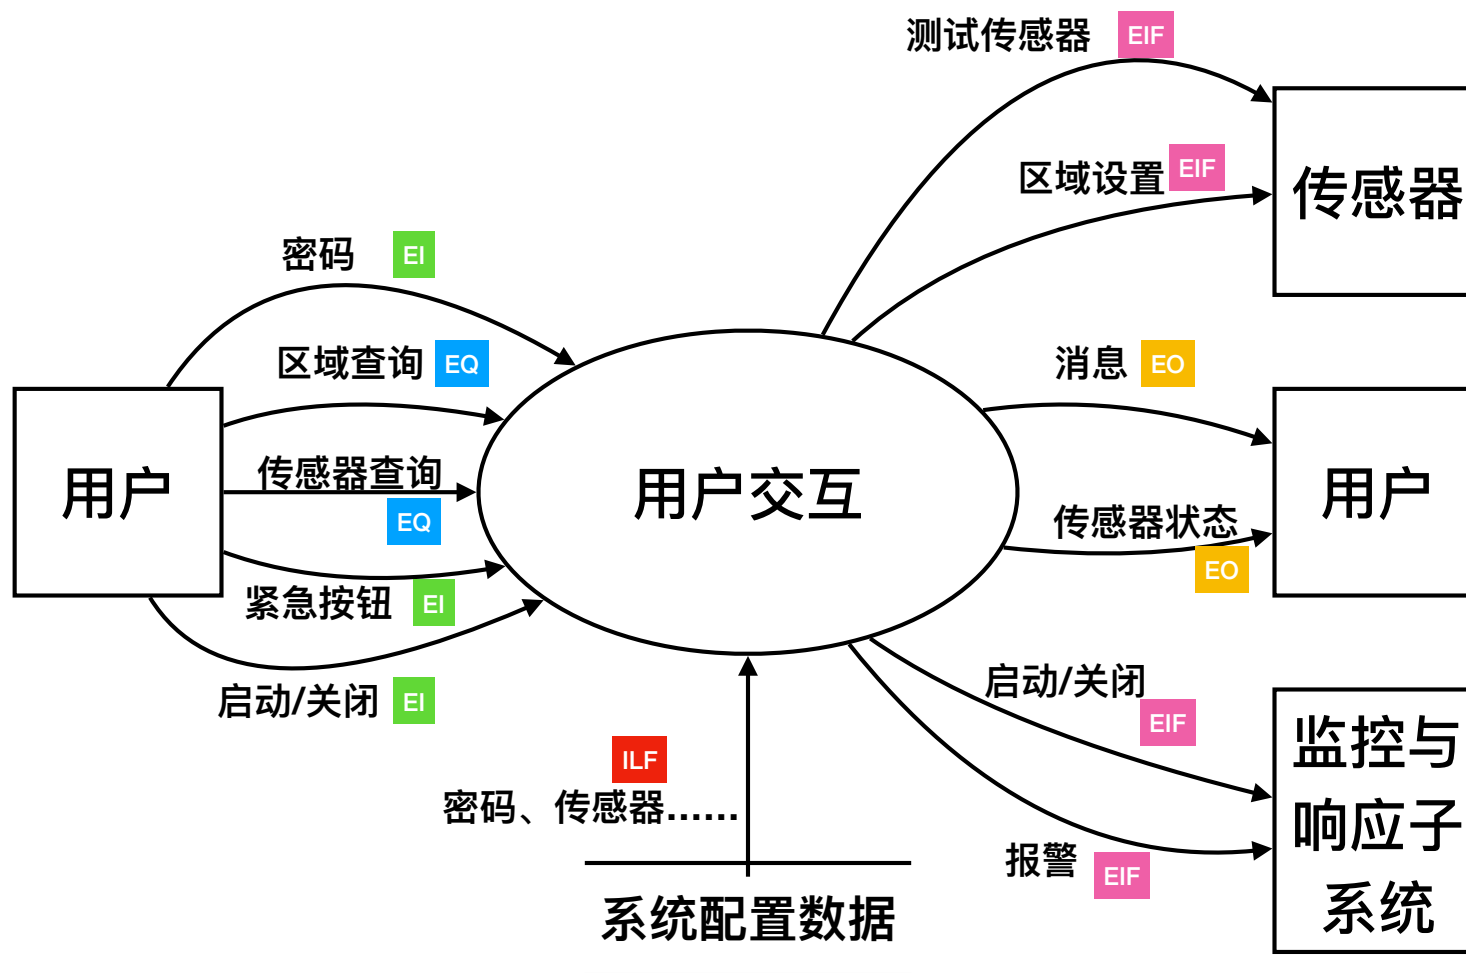 测试传感器 EIF
区域设置 EIF
传感器
密码 EI
区域查询 EQ
传感器查询
EQ
紧急按钮 EI
启动/关闭 EI
用户
用户交互
消息 EO
传感器状态
EO
用户
启动/关闭
EIF
报警 EIF
监控与
响应子
系统
ILF
密码、传感器......
系统配置数据